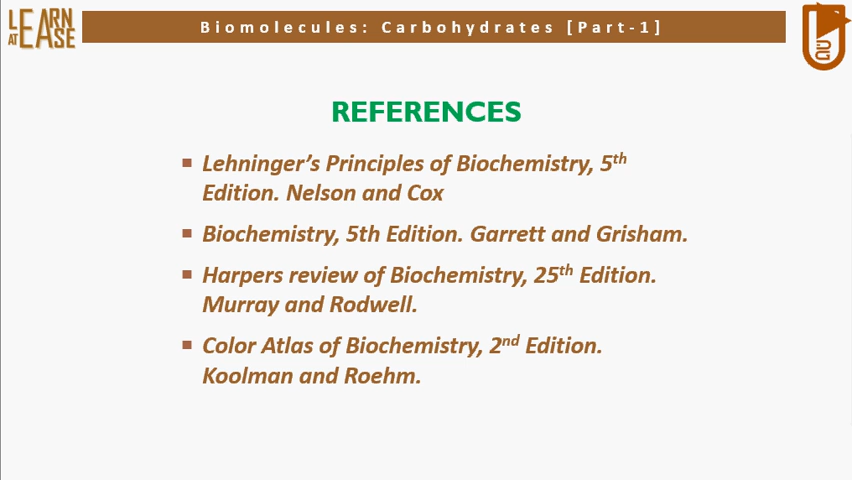 LEARN
AT EASE
Biomolecules: Carbohydrates [Part-1]
REFERENCES
Lehninger's Principles of Biochemistry, 5th
Edition. Nelson and Cox
Biochemistry, 5th Edition. Garrett and Grisham.
Harpers review of Biochemistry, 25th Edition.
Murray and Rodwell.
Color Atlas of Biochemistry, 2nd Edition.
Koolman and Roehm.